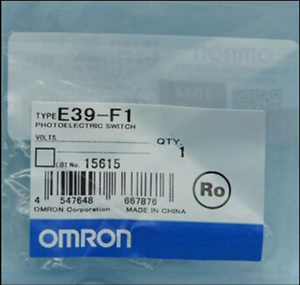 TYPE E39-F1
PHOTOELECTRIC SWITCH
VOLTS
QTY.
1
LOT No. 15615
Ro
4 547648 667876
OMRON Corporation MADE IN CHINA
OMRON